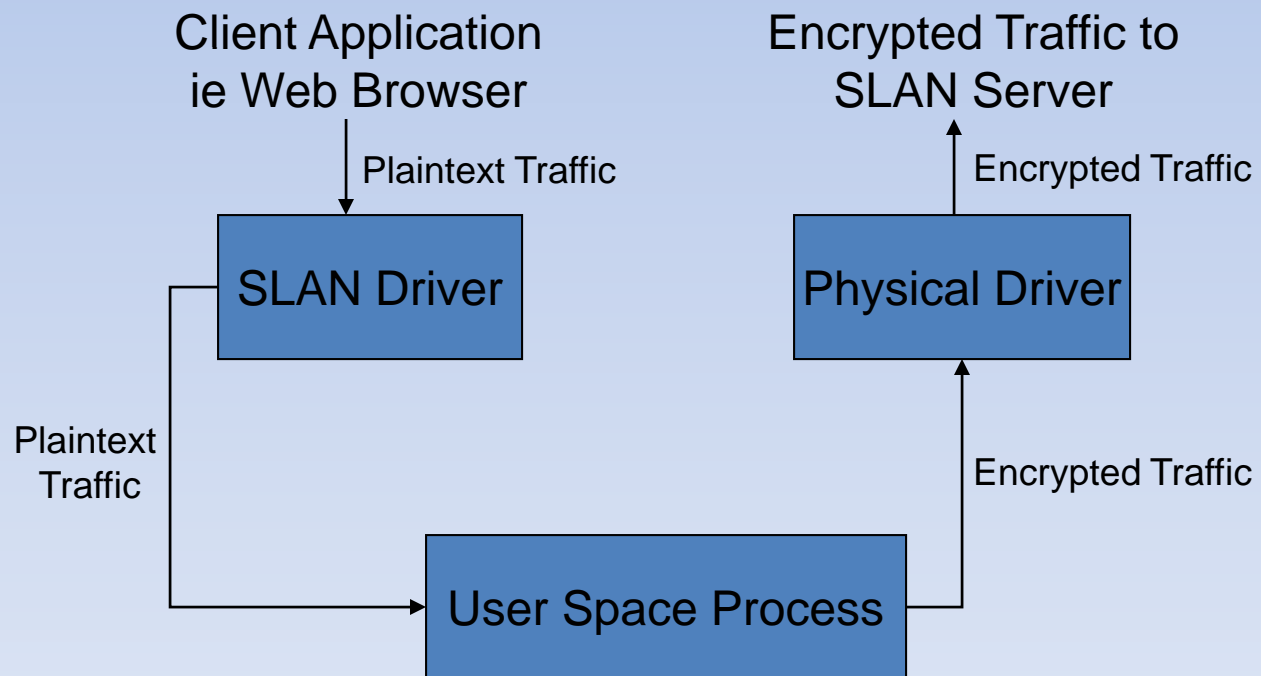 Client Application
ie Web Browser
Encrypted Traffic to
SLAN Server
Plaintext Traffic
Encrypted Traffic
SLAN Driver
Physical Driver
Plaintext
Traffic
Encrypted Traffic
User Space Process